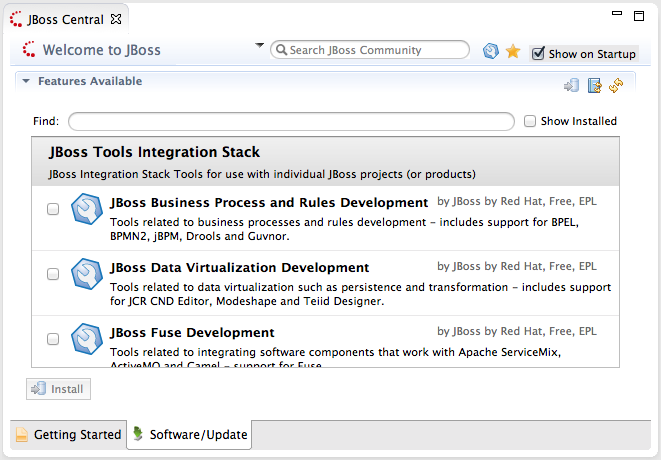 JBoss Central
Welcome to JBoss
Search JBoss Community
Show on Startup
Features Available
Find:
Show Installed
JBoss Tools Integration Stack
JBoss Integration Stack Tools for use with individual JBoss projects (or products)
JBoss Business Process and Rules Development by JBoss by Red Hat, Free, EPL
Tools related to business processes and rules development – includes support for BPEL,
BPMN2, jBPM, Drools and Guvnor.
JBoss Data Virtualization Development by JBoss by Red Hat, Free, EPL
Tools related to data virtualization such as persistence and transformation – includes support
for JCR CND Editor, Modeshape and Teiid Designer.
JBoss Fuse Development by JBoss by Red Hat, Free, EPL
Tools related to integrating software components that work with Apache ServiceMix,
ActiveMQ and Camel – support for Fuse
Install
Getting Started
Software/Update